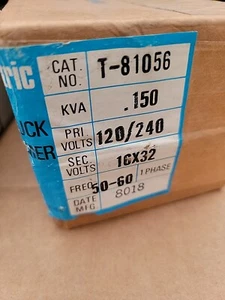 ric
CAT. NO. T-81056
KVA .150
PRI. VOLTS 120/240
SEC VOLTS 16X32
FREQ 50-60 1 PHASE
DATE MFG 8018